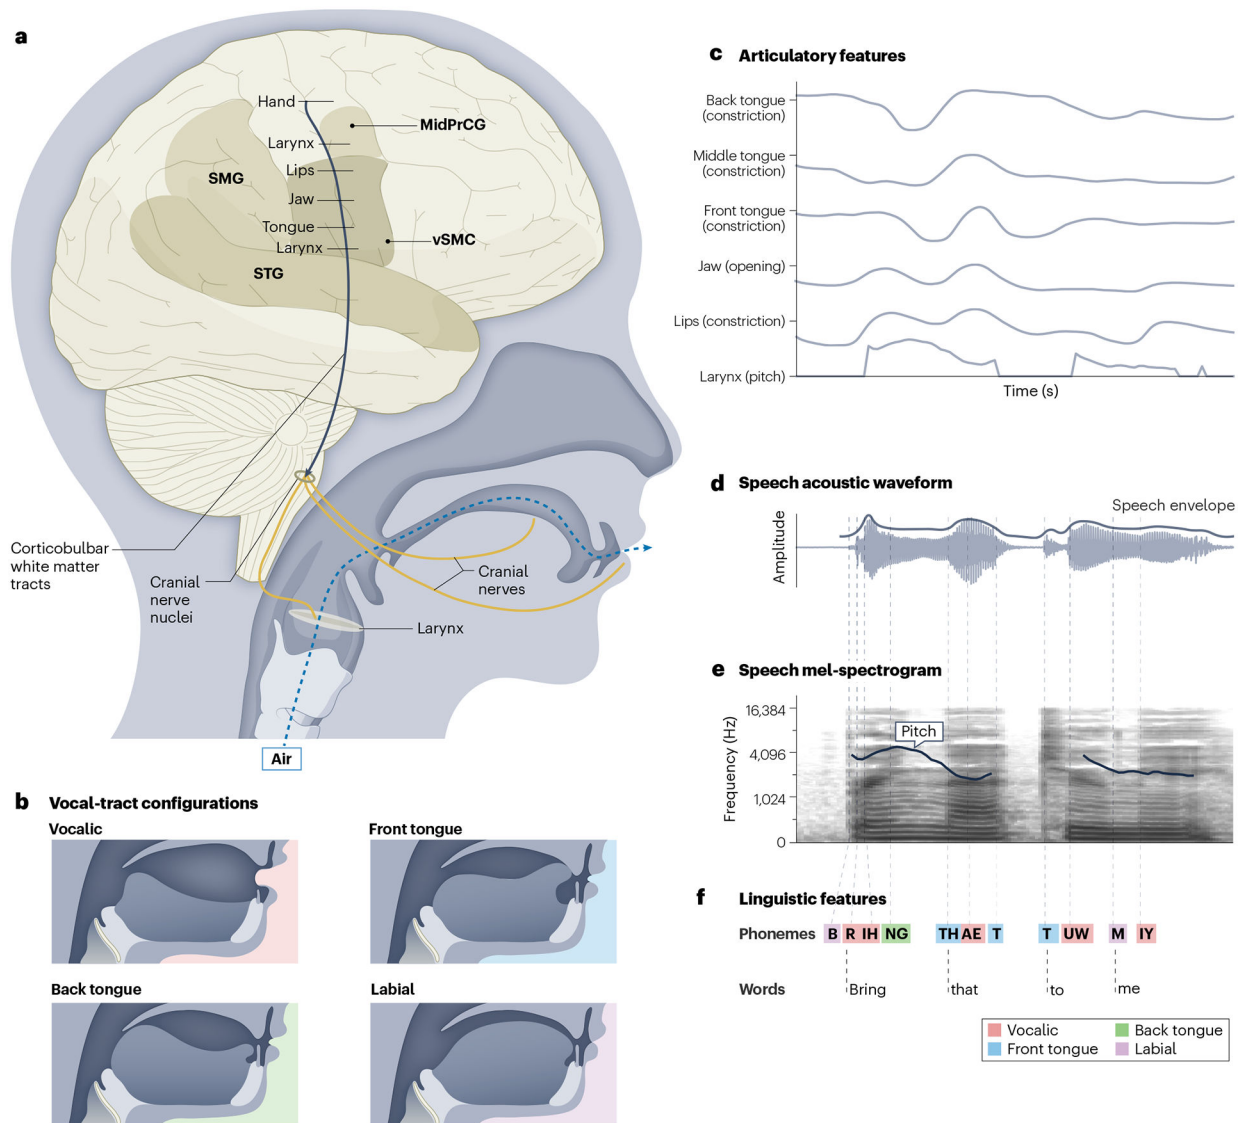 a
Hand
MidPrCG
Larynx
Lips
SMG
Jaw
Tongue
vSMC
Larynx
STG
Corticobulbar
white matter
tracts
Cranial
nerve
nuclei
Cranial
nerves
Larynx
Air
b Vocal-tract configurations
Vocalic
Front tongue
Back tongue
Labial
c Articulatory features
Back tongue
(constriction)
Middle tongue
(constriction)
Front tongue
(constriction)
Jaw (opening)
Lips (constriction)
Larynx (pitch)
Time (s)
d Speech acoustic waveform
Speech envelope
Amplitude
e Speech mel-spectrogram
Frequency (Hz)
16,384
4,096
1,024
0
Pitch
f Linguistic features
Phonemes B R IH NG TH AE T T UW M IY
Words Bring that to me
Vocalic Back tongue
Front tongue Labial